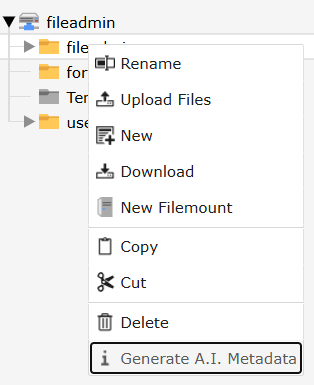 fileadmin
Rename
Upload Files
New
Download
New Filemount
Copy
Cut
Delete
Generate A.I. Metadata